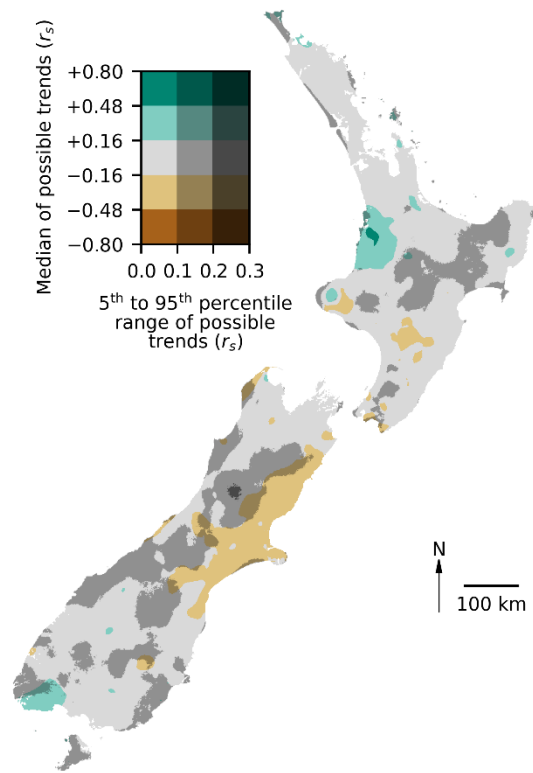 Median of possible trends (rₛ)
+0.80
+0.48
+0.16
−0.16
−0.48
−0.80
0.0 0.1 0.2 0.3
5ᵗʰ to 95ᵗʰ percentile
range of possible
trends (rₛ)
N
100 km